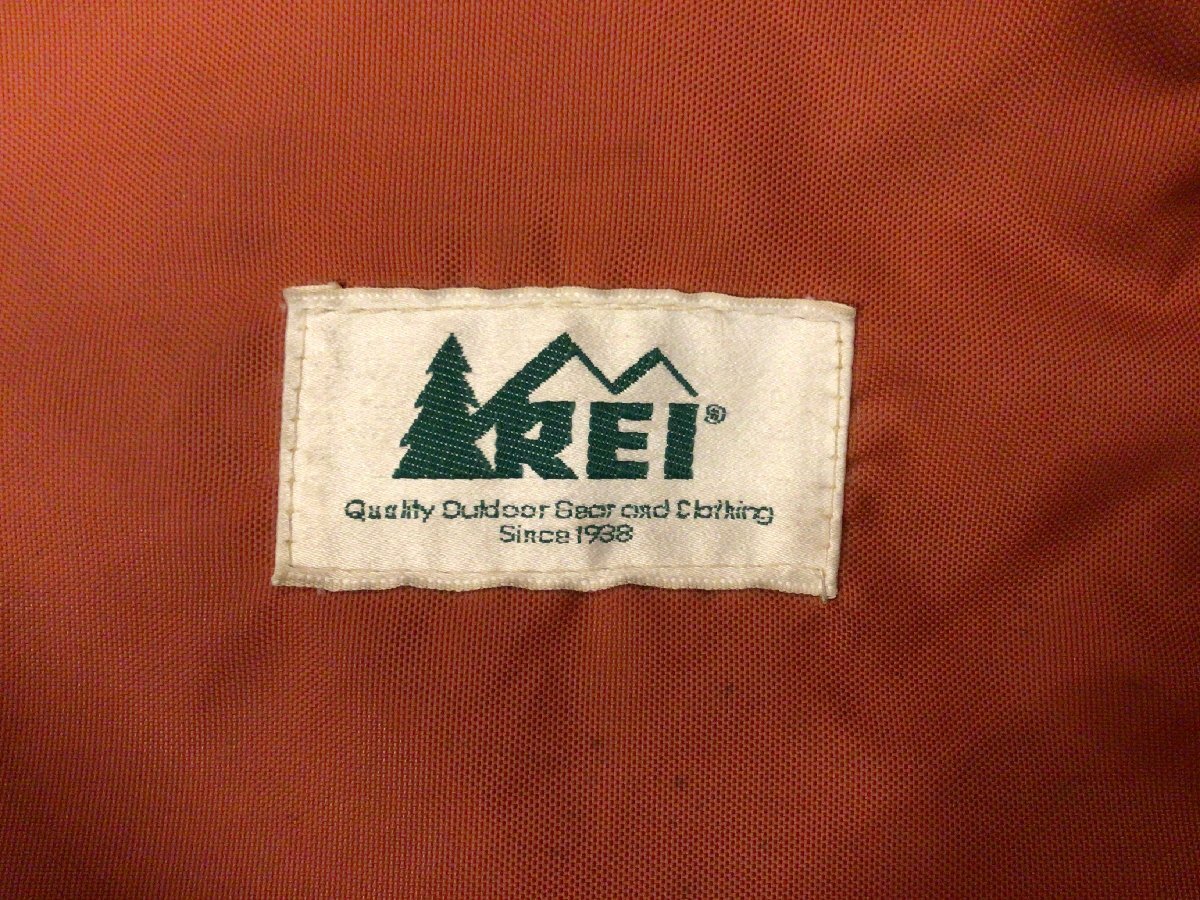 REI®
Quality Outdoor Gear and Clothing
Since 1938